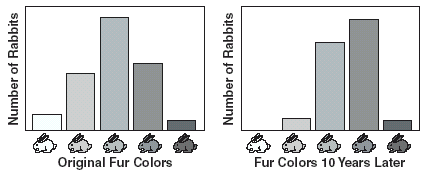 Number of Rabbits
Original Fur Colors
Number of Rabbits
Fur Colors 10 Years Later